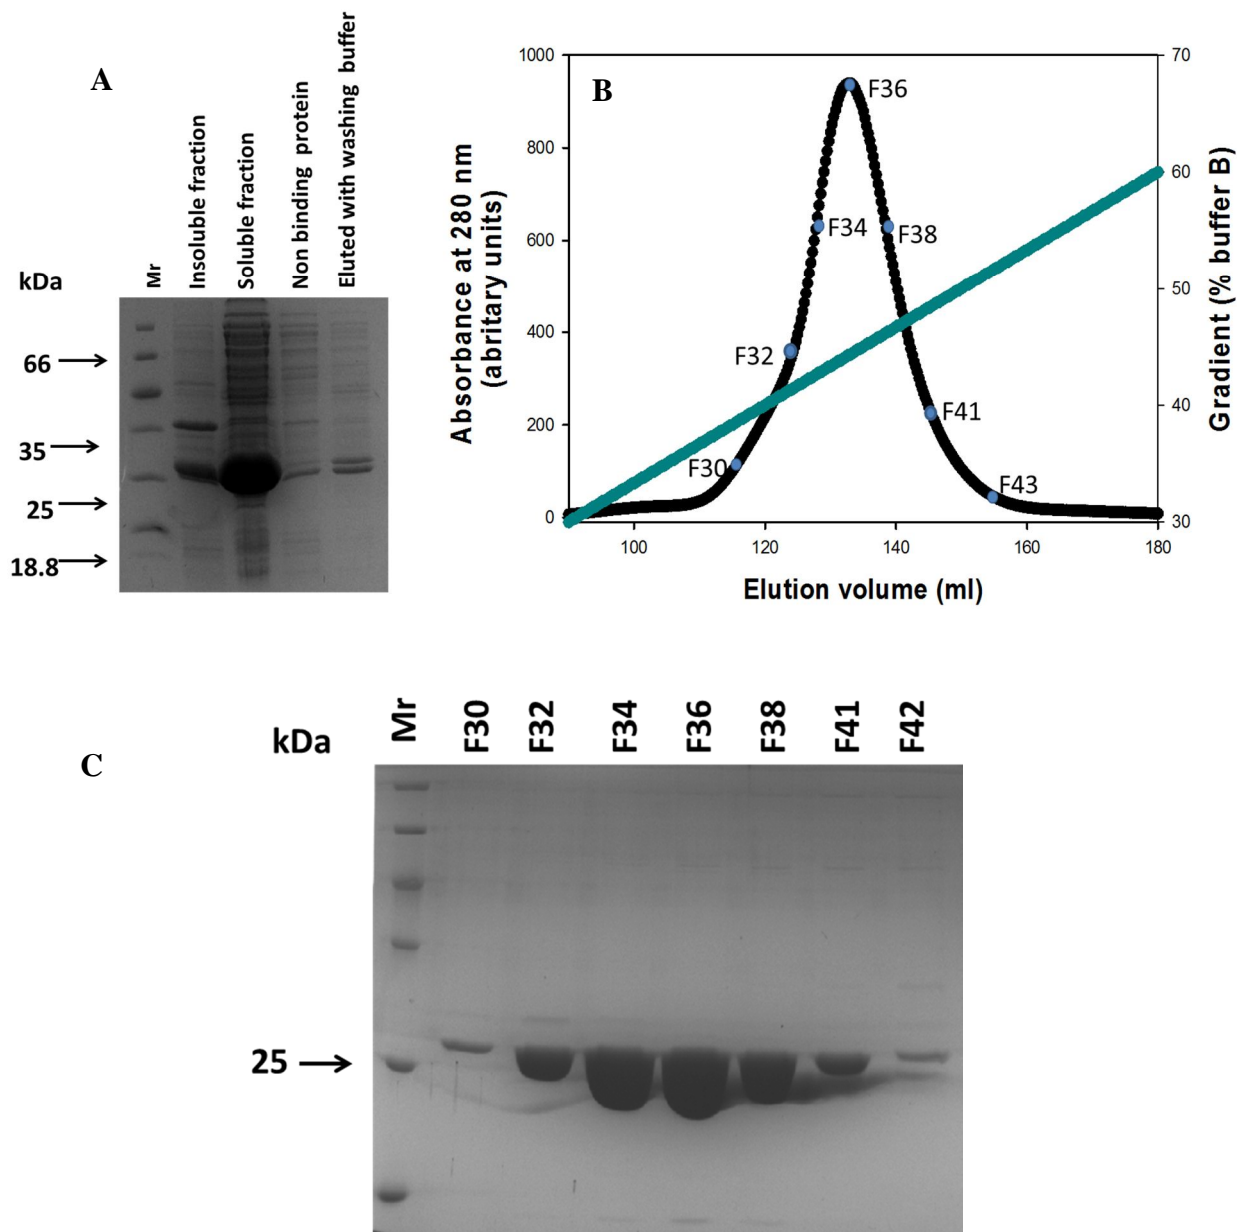 A
kDa
Mr
Insoluble fraction
Soluble fraction
Non binding protein
Eluted with washing buffer
66
35
25
18.8
B
Absorbance at 280 nm
(abritary units)
1000
800
600
400
200
0
F30
F32
F34
F36
F38
F41
F43
70
60
50
40
30
Gradient (% buffer B)
100
120
140
160
180
Elution volume (ml)
C
kDa
Mr
F30
F32
F34
F36
F38
F41
F42
25